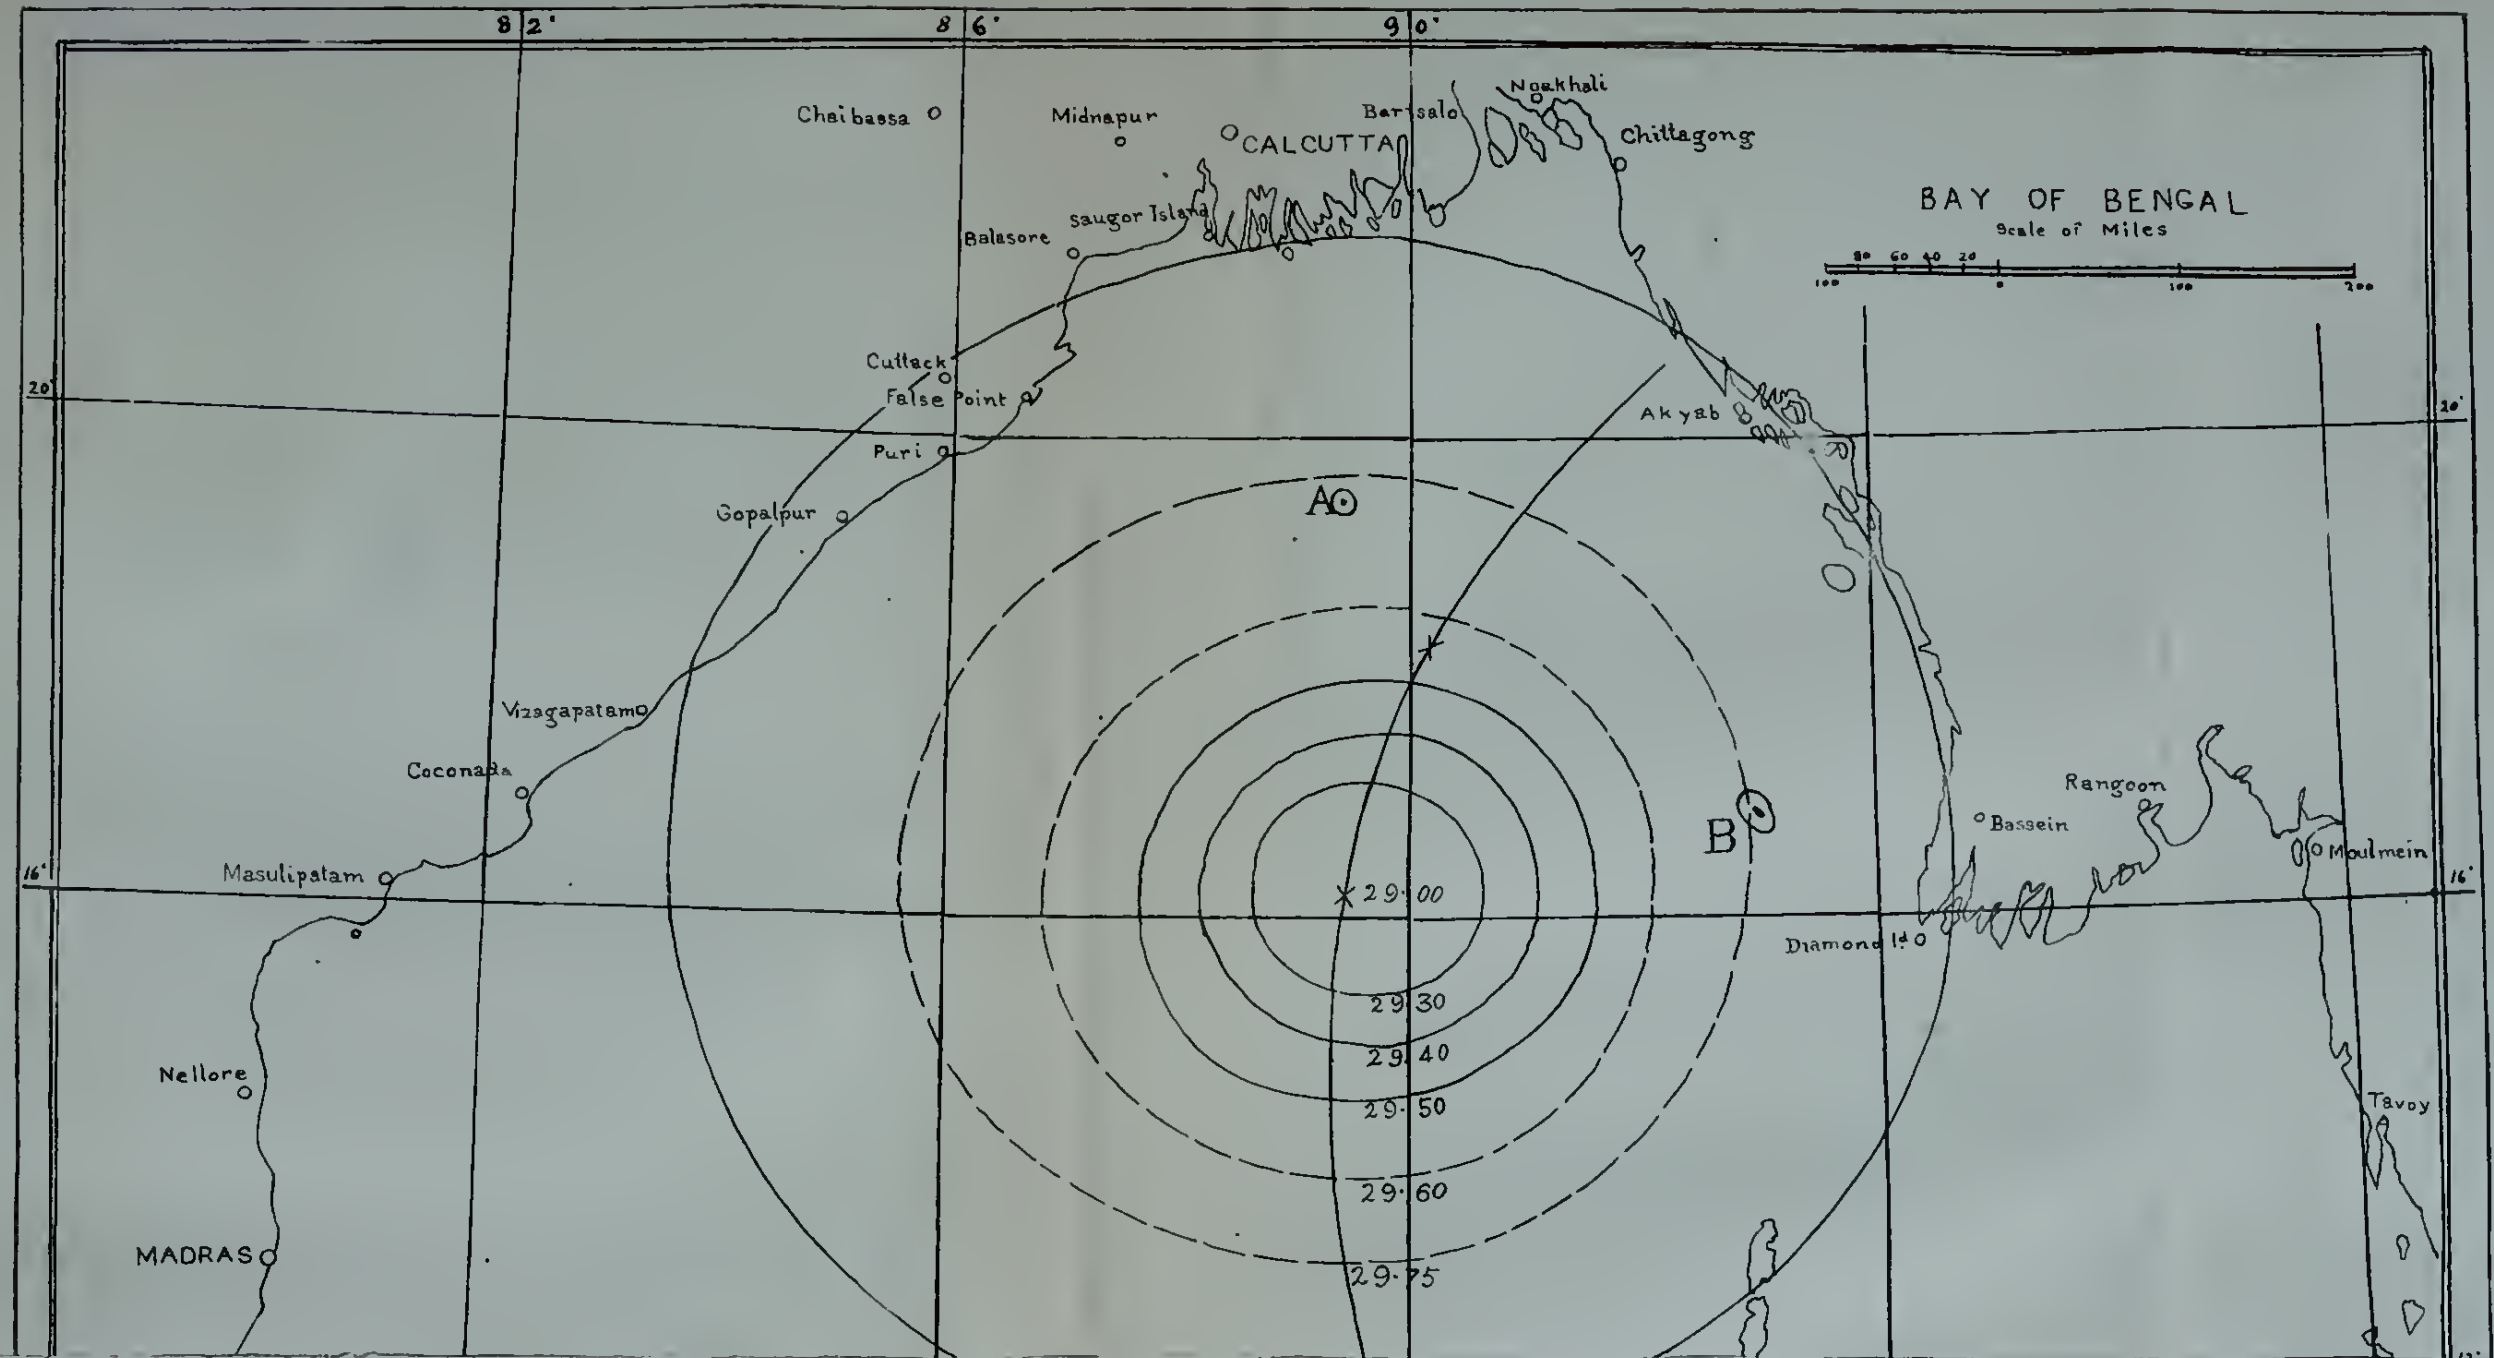 82°
86°
90°
Chaibassa
Midnapur
CALCUTTA
Barisal
Noakhali
Chittagong
BAY OF BENGAL
Scale of Miles
80 60 40 20
100 0 100 200
Saugor Island
Balasore
Cuttack
False Point
20°
20°
Akyab
Puri
A
Gopalpur
Vizagapatam
Coconada
Rangoon
B
Bassein
Moulmein
Masulipatam
16°
16°
29.00
Diamond Id
29.30
29.40
Nellore
29.50
Tavoy
29.60
MADRAS
29.75